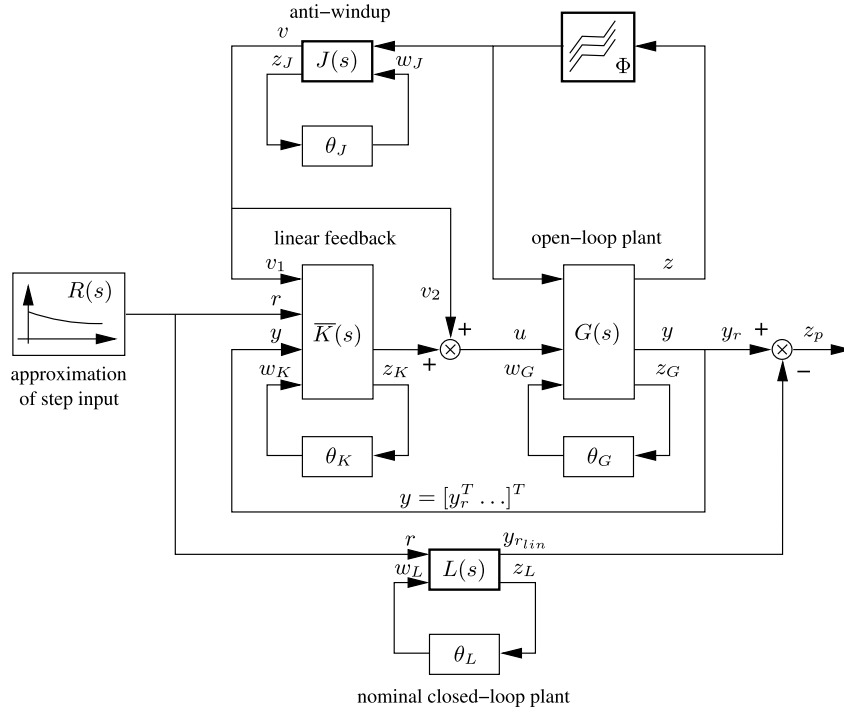 anti−windup
v
z_J
J(s)
w_J
Φ
θ_J
linear feedback
open−loop plant
v_1
R(s)
r
v_2
z
y
K̅(s)
+
u
G(s)
y
y_r
+
z_p
approximation
of step input
w_K
z_K
+
w_G
z_G
−
θ_K
θ_G
y = [y_r^T ...]^T
r
y_{r_{lin}}
w_L
L(s)
z_L
θ_L
nominal closed−loop plant